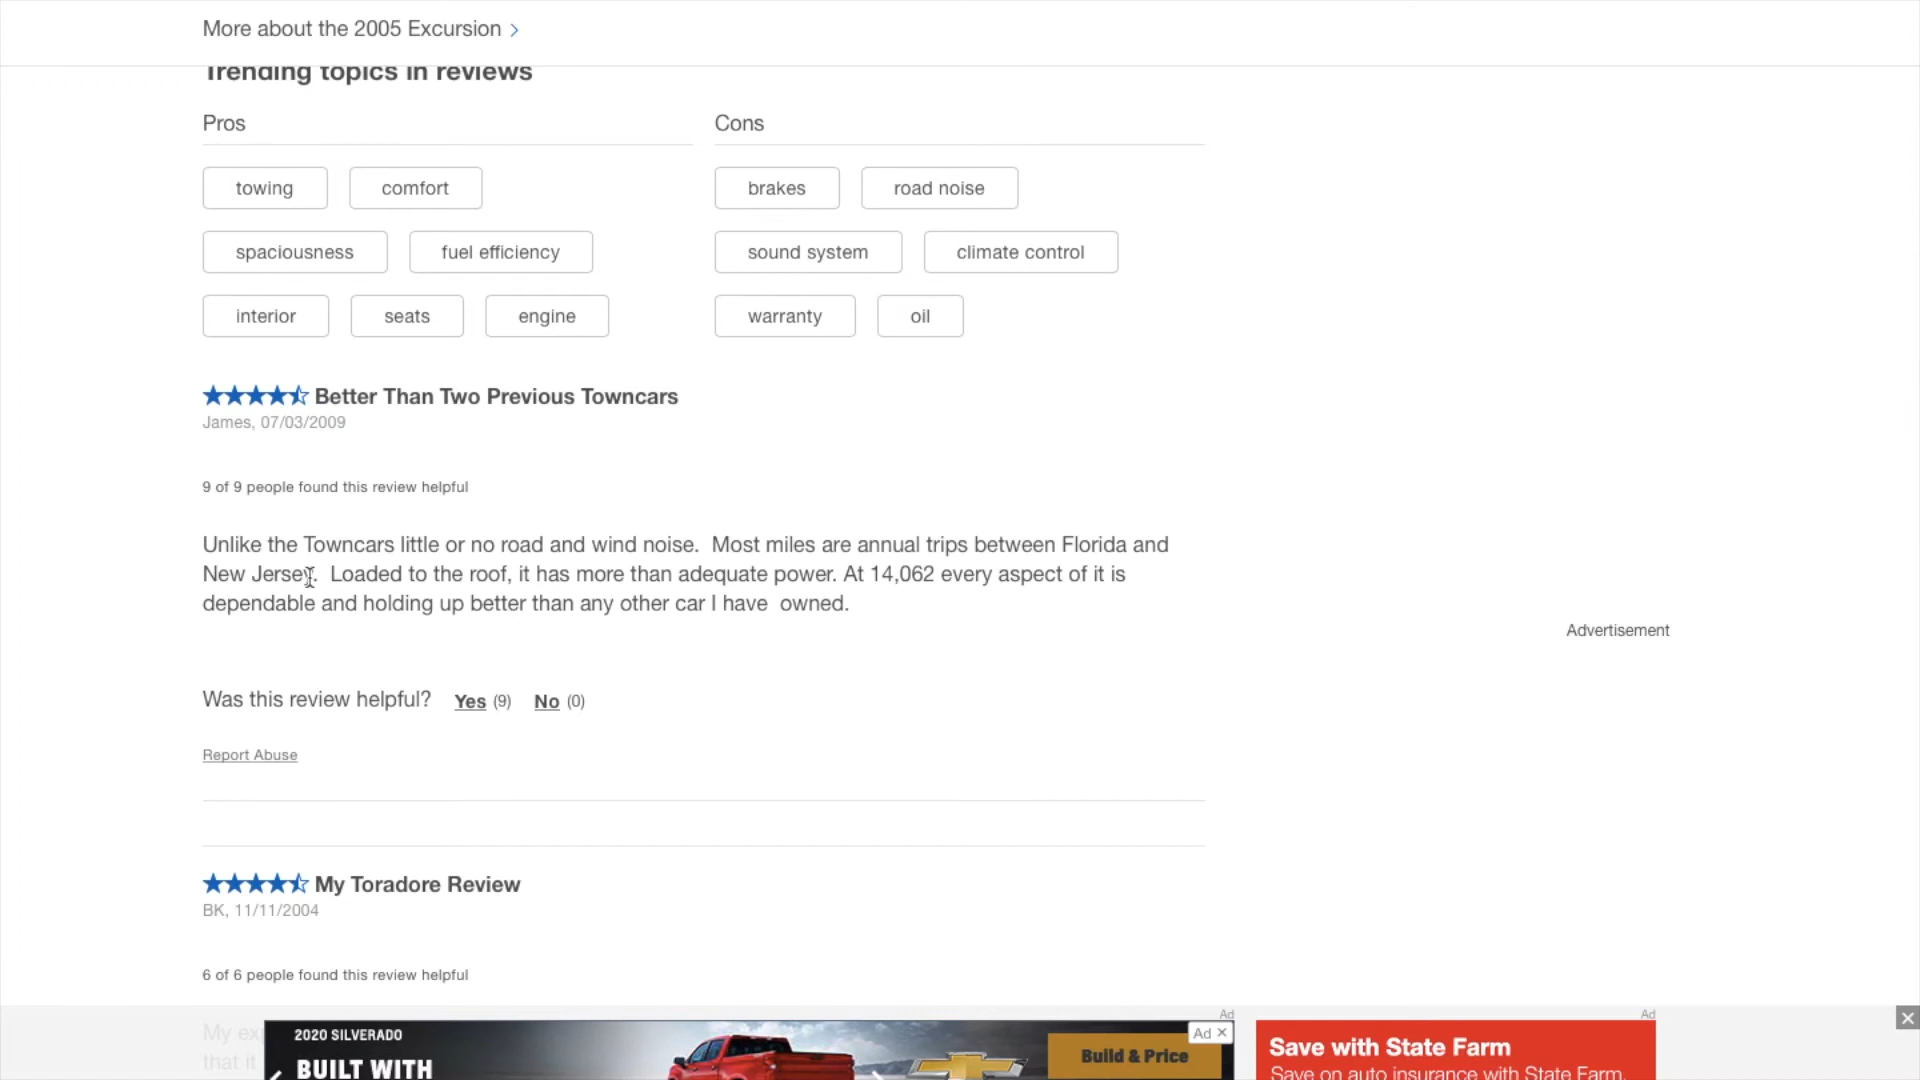 More about the 2005 Excursion
Trending topics in reviews
Pros
Cons
towing
comfort
brakes
road noise
spaciousness
fuel efficiency
sound system
climate control
interior
seats
engine
warranty
oil
Better Than Two Previous Towncars
James, 07/03/2009
9 of 9 people found this review helpful
Unlike the Towncars little or no road and wind noise.  Most miles are annual trips between Florida and
New Jersey.  Loaded to the roof, it has more than adequate power. At 14,062 every aspect of it is
dependable and holding up better than any other car I have  owned.
Advertisement
Was this review helpful? Yes (9) No (0)
Report Abuse
My Toradore Review
BK, 11/11/2004
6 of 6 people found this review helpful
Ad
Ad
My
that it
2020 SILVERADO
BUILT WITH
Ad
Build & Price
Save with State Farm
Save on auto insurance with State Farm.